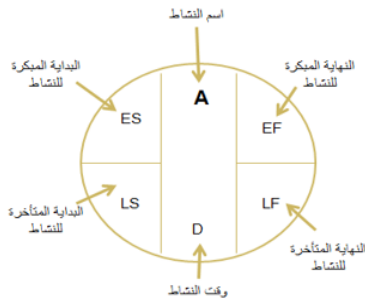 اسم النشاط
البداية المبكرة
للنشاط
النهاية المبكرة
للنشاط
A
ES
EF
LS
LF
D
البداية المتأخرة
للنشاط
النهاية المتأخرة
للنشاط
وقت النشاط